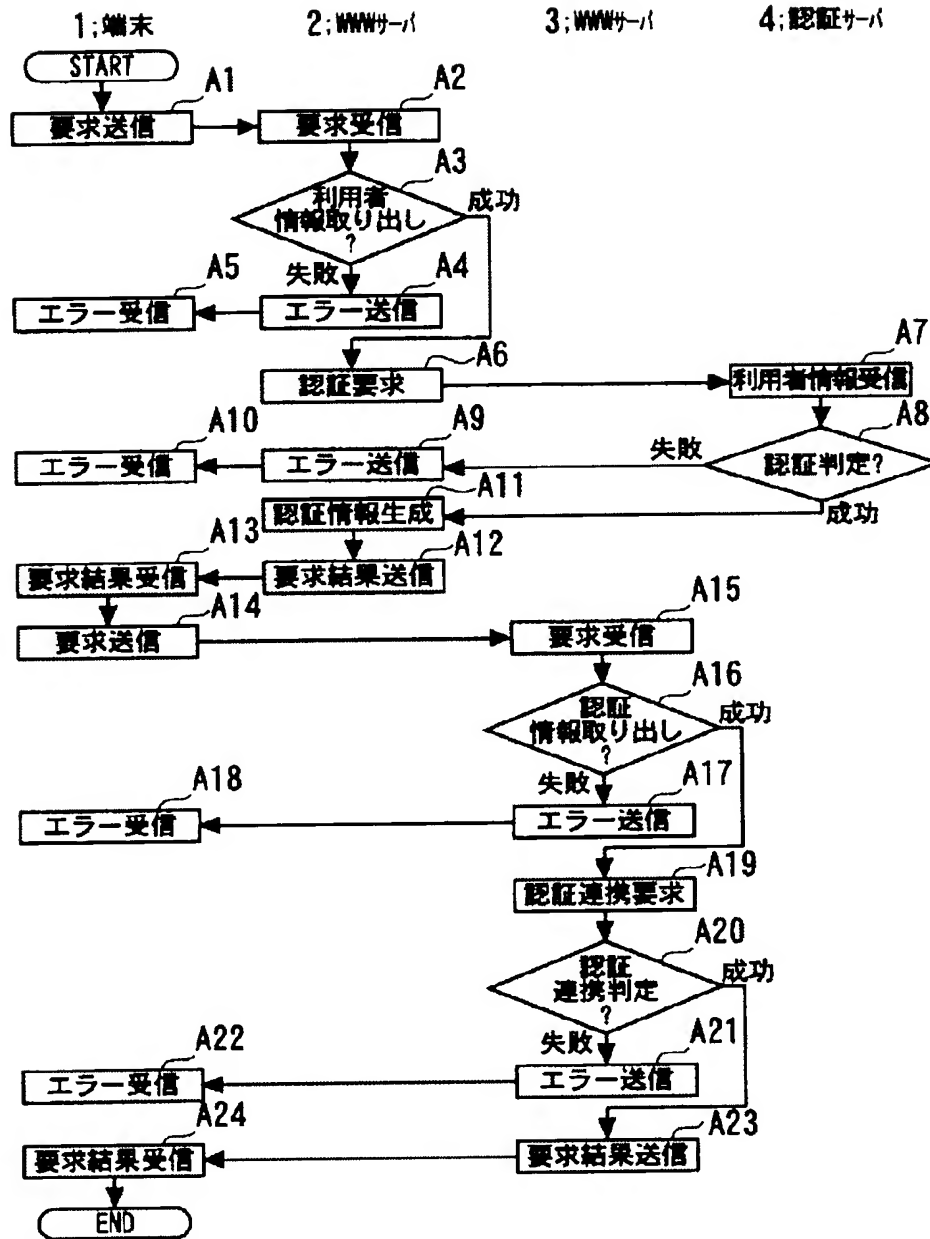 1;端末
2;WWWサーバ
3;WWWサーバ
4;認証サーバ
START
A1
要求送信
A2
要求受信
A3
利用者
情報取り出し
?
成功
失敗
A4
エラー送信
A5
エラー受信
A6
認証要求
A7
利用者情報受信
A8
認証判定?
失敗
成功
A9
エラー送信
A10
エラー受信
A11
認証情報生成
A12
要求結果送信
A13
要求結果受信
A14
要求送信
A15
要求受信
A16
認証
情報取り出し
?
成功
失敗
A17
エラー送信
A18
エラー受信
A19
認証連携要求
A20
認証
連携判定
?
成功
失敗
A21
エラー送信
A22
エラー受信
A23
要求結果送信
A24
要求結果受信
END